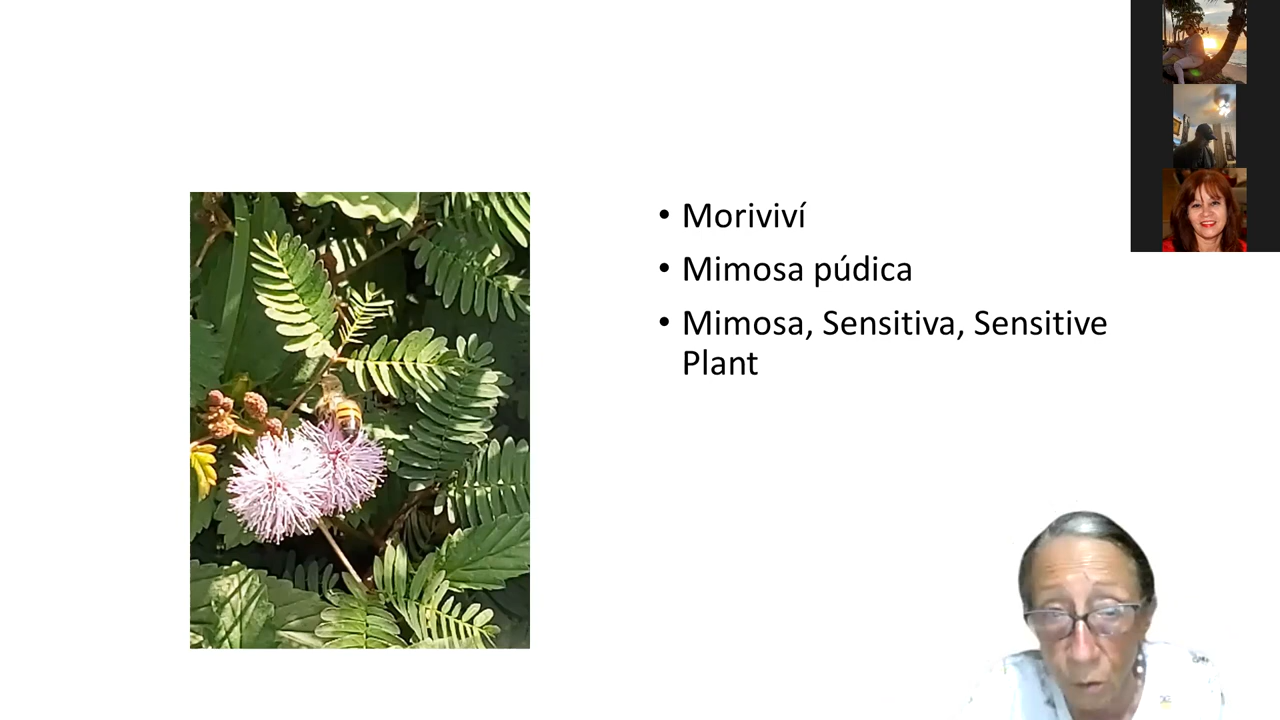 • Moriviví
• Mimosa púdica
• Mimosa, Sensitiva, Sensitive
Plant